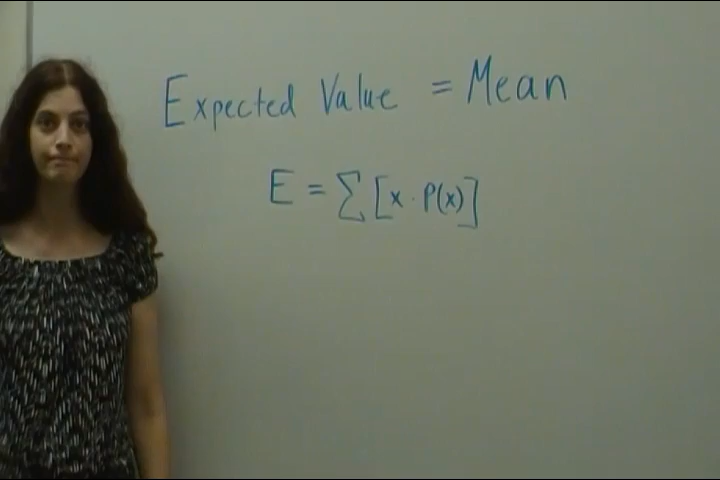 Expected Value = Mean
E = ∑ [x · P(x)]